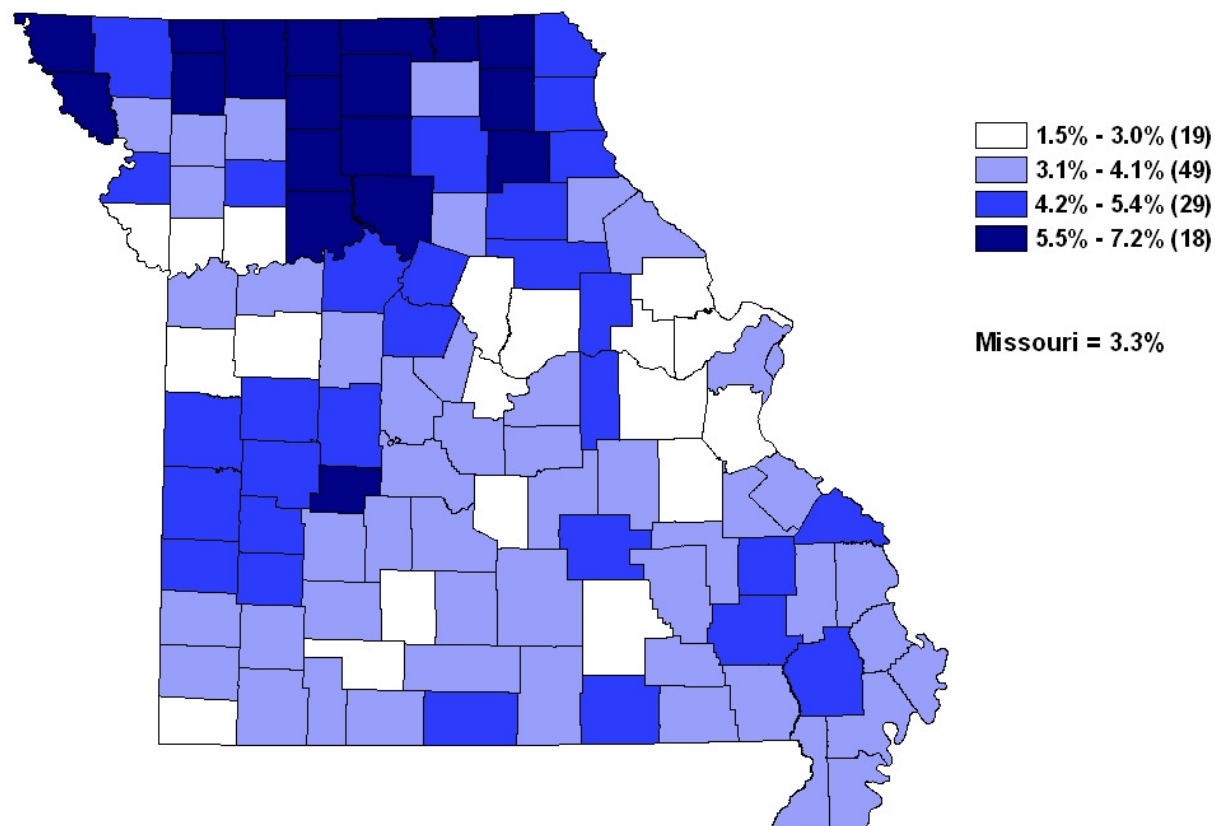 1.5% - 3.0% (19)
3.1% - 4.1% (49)
4.2% - 5.4% (29)
5.5% - 7.2% (18)
Missouri = 3.3%